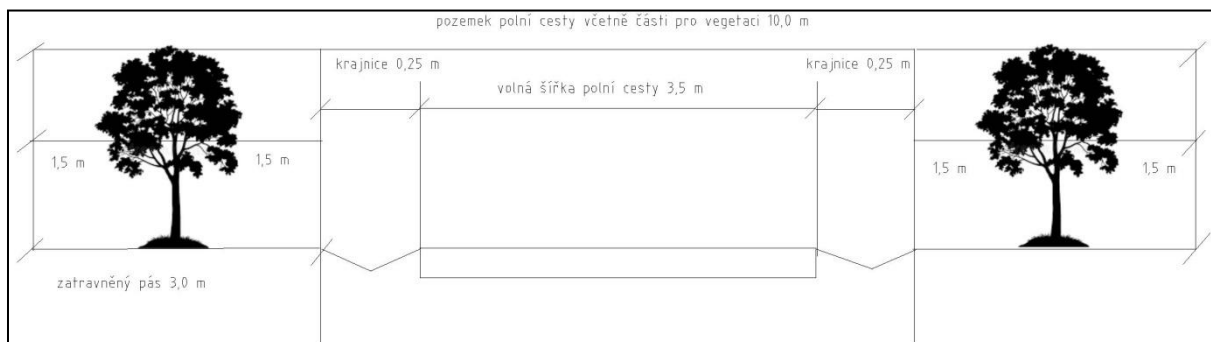 pozemek polní cesty včetně části pro vegetaci 10,0 m
krajnice 0,25 m
krajnice 0,25 m
volná šířka polní cesty 3,5 m
1,5 m
1,5 m
1,5 m
1,5 m
zatravněný pás 3,0 m